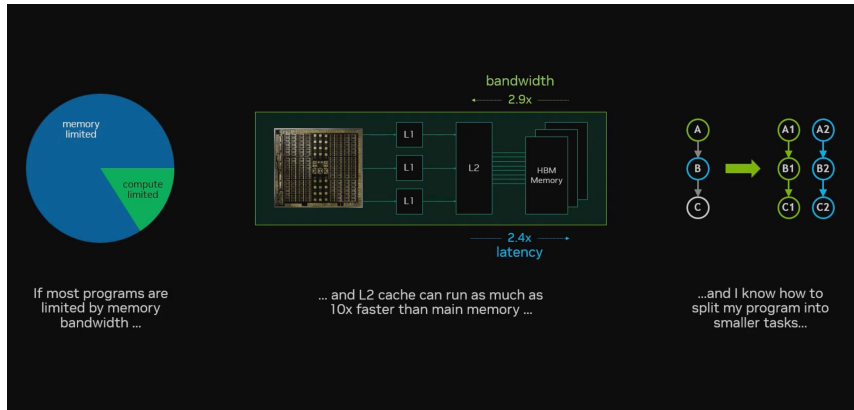 memory
limited
compute
limited
If most programs are
limited by memory
bandwidth ...
bandwidth
2.9x
L1
L1
L1
L2
HBM
Memory
2.4x
latency
... and L2 cache can run as much as
10x faster than main memory ...
A
B
C
A1
A2
B1
B2
C1
C2
...and I know how to
split my program into
smaller tasks...